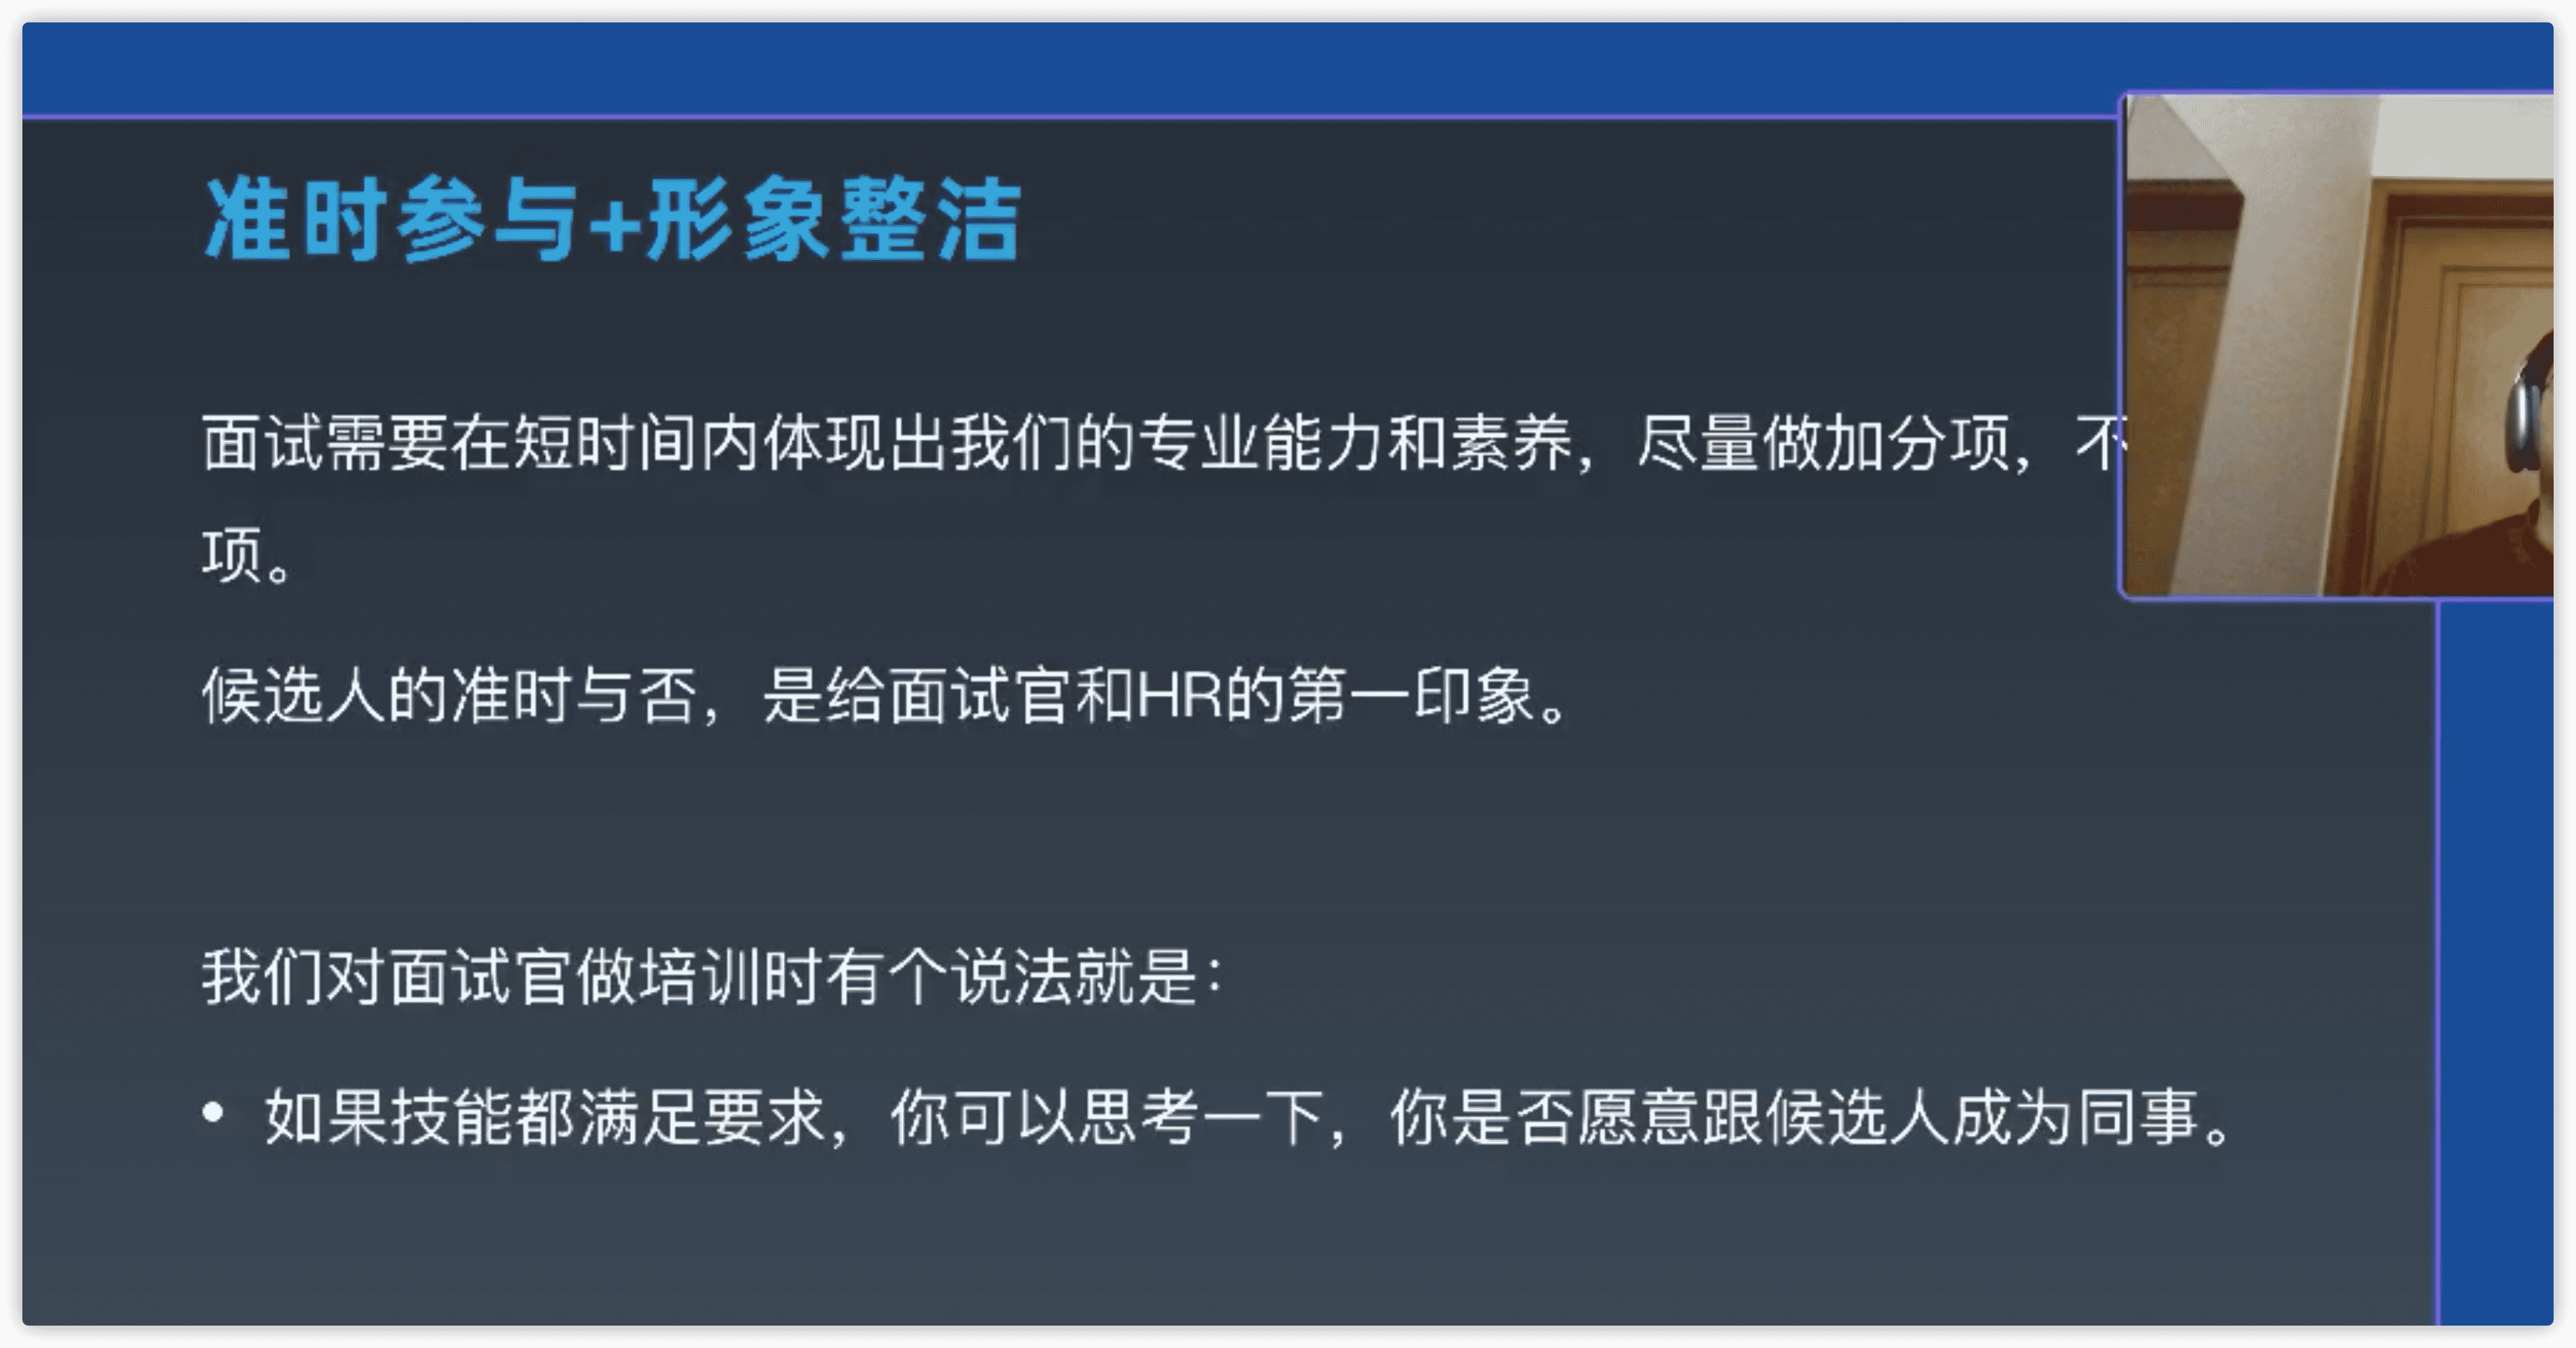 准时参与+形象整洁
面试需要在短时间内体现出我们的专业能力和素养，尽量做加分项，不
项。
候选人的准时与否，是给面试官和HR的第一印象。
我们对面试官做培训时有个说法就是：
• 如果技能都满足要求，你可以思考一下，你是否愿意跟候选人成为同事。